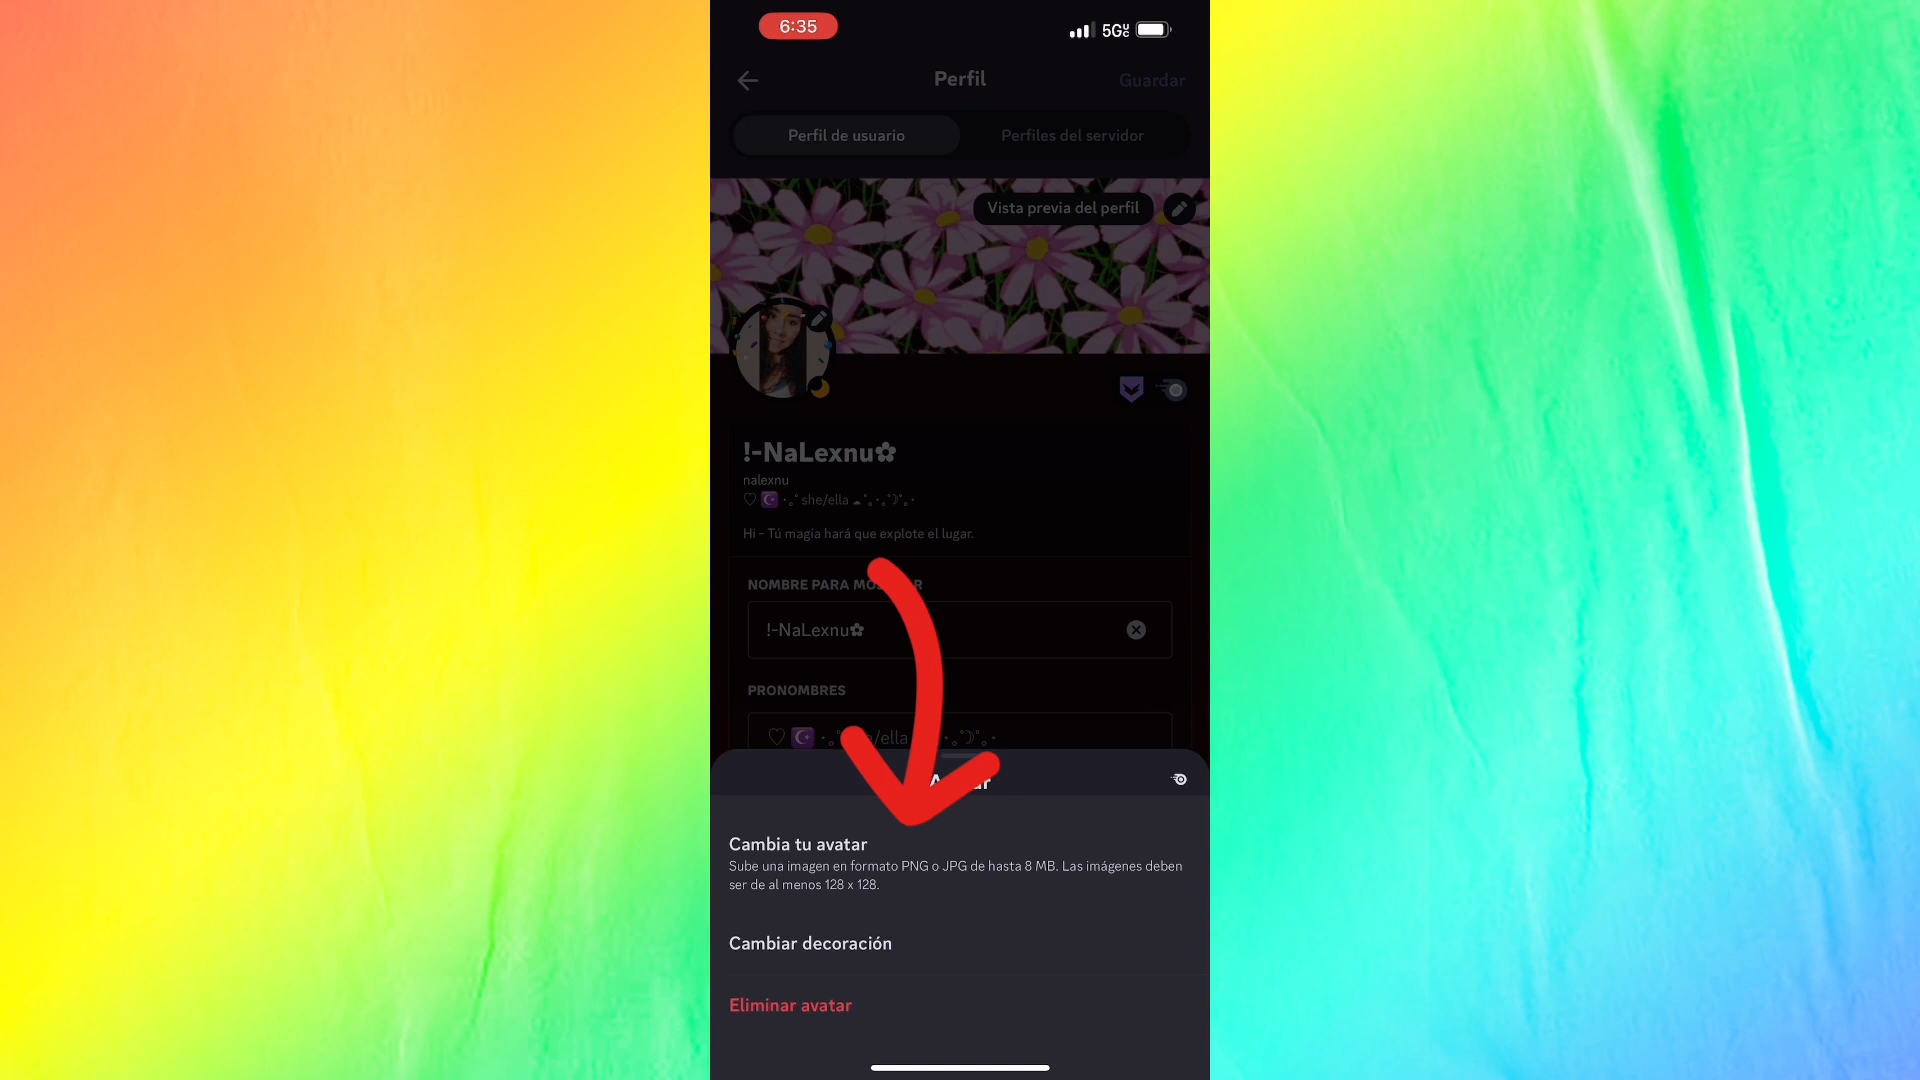 6:35
5G UC
Perfil
Guardar
Perfil de usuario
Perfiles del servidor
Vista previa del perfil
!-NaLexnu✿
nalexnu
♡ ☪ ･｡ﾟ she/ella ☁ ﾟ｡･｡ﾟ☽ﾟ｡･
Hi - Tú magía hará que explote el lugar.
NOMBRE PARA MO
R
!-NaLexnu✿
PRONOMBRES
♡ ☪ ･｡ﾟ /ella ･｡ﾟ☽ﾟ｡･
Cambia tu avatar
Sube una imagen en formato PNG o JPG de hasta 8 MB. Las imágenes deben
ser de al menos 128 x 128.
Cambiar decoración
Eliminar avatar